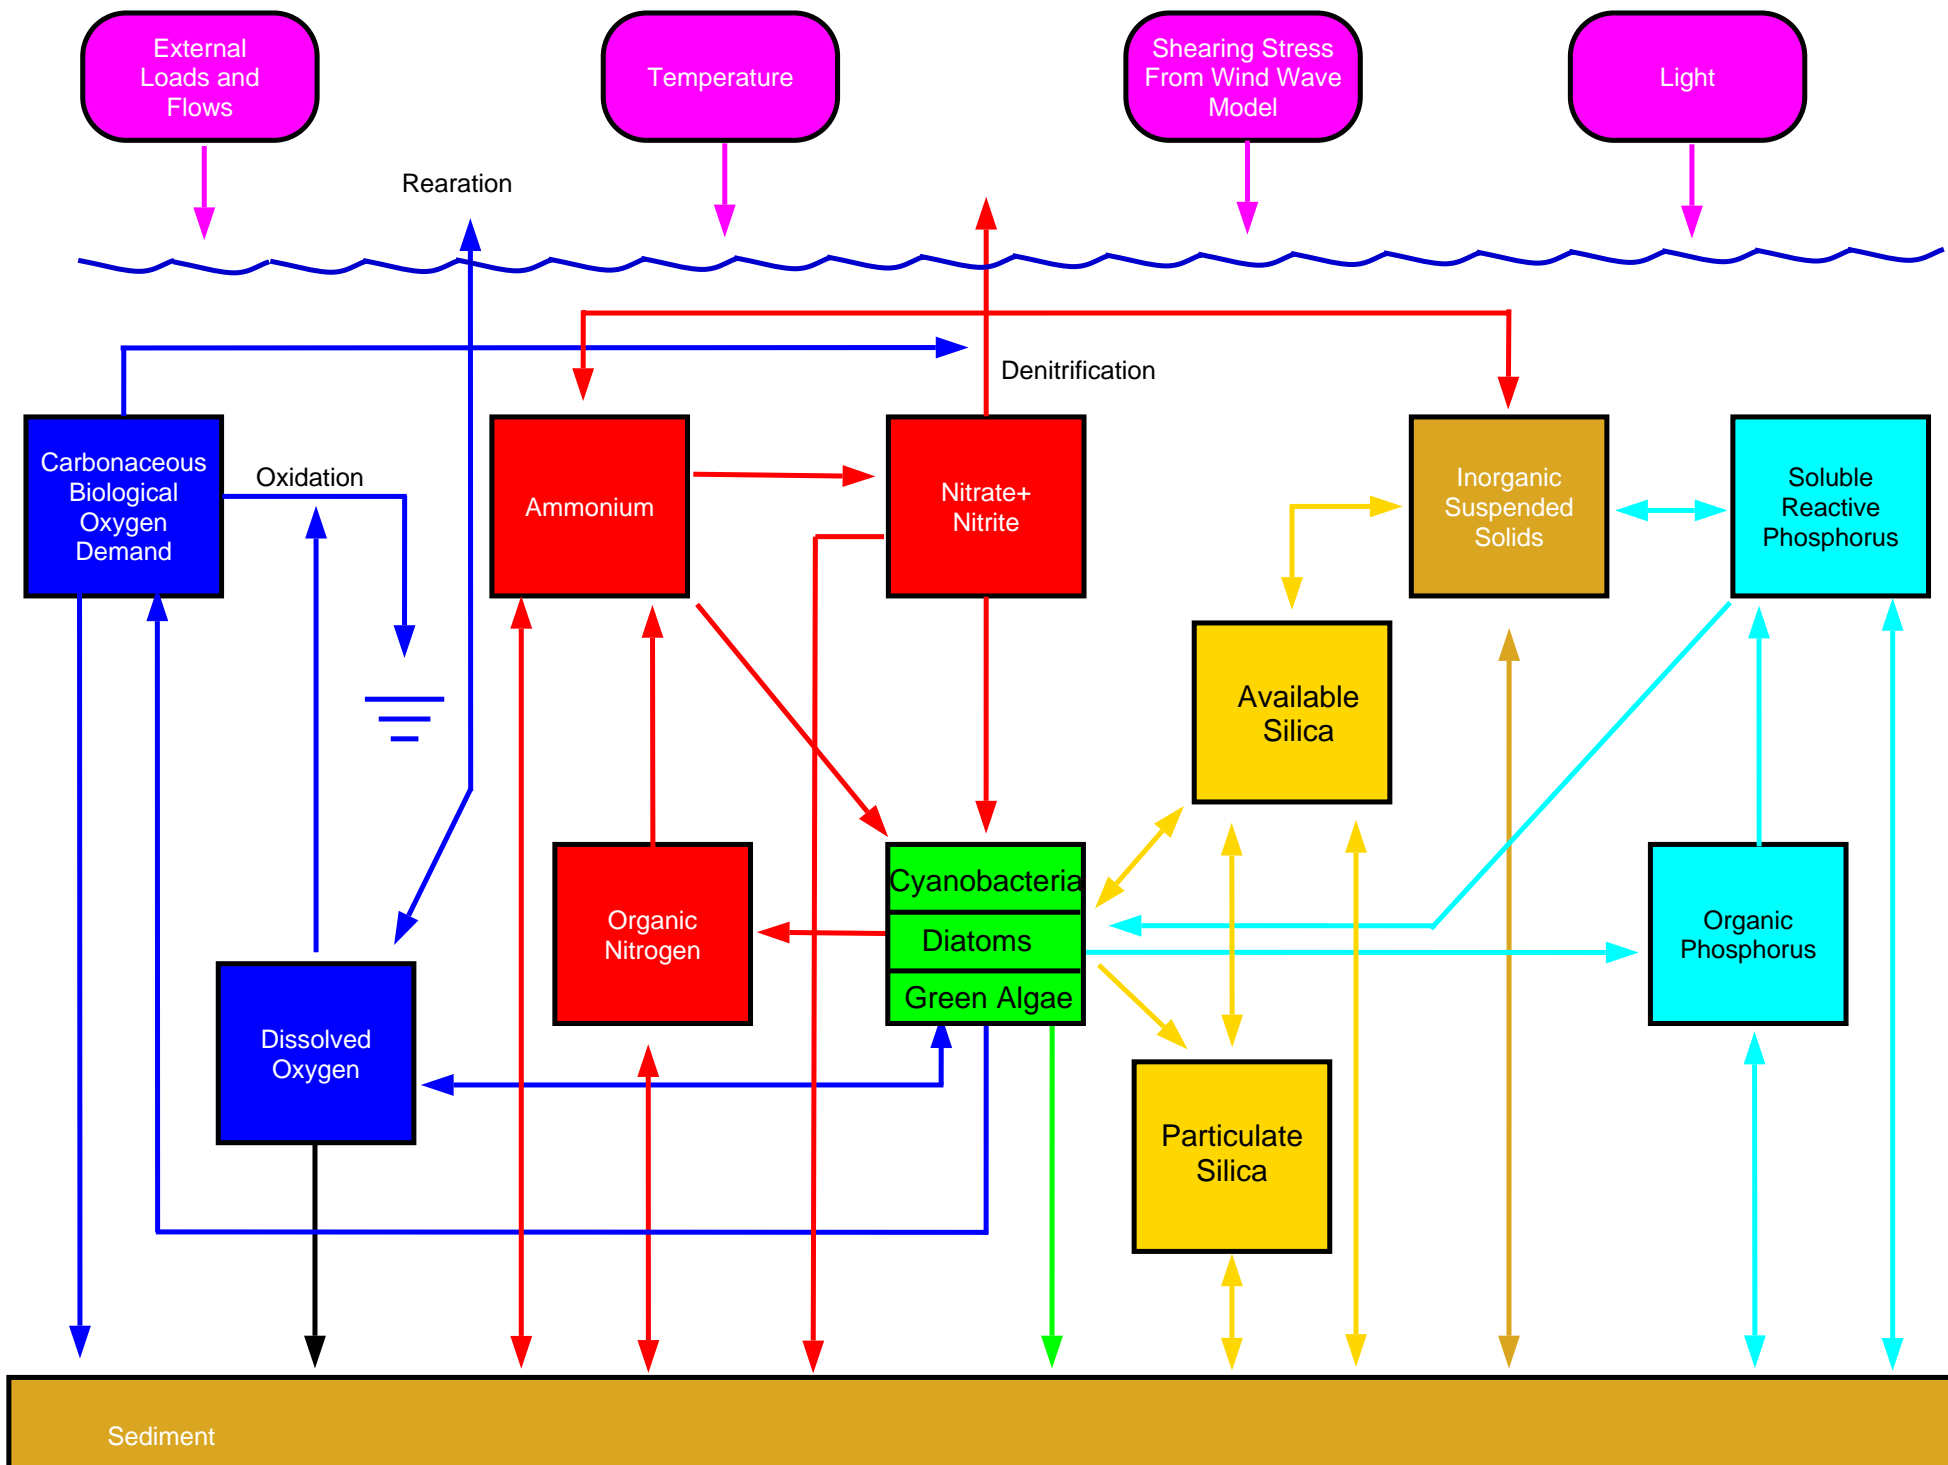 External
Loads and
Flows
Temperature
Shearing Stress
From Wind Wave
Model
Light
Rearation
Denitrification
Carbonaceous
Biological
Oxygen
Demand
Oxidation
Ammonium
Nitrate+
Nitrite
Inorganic
Suspended
Solids
Soluble
Reactive
Phosphorus
Available
Silica
Cyanobacteria
Diatoms
Green Algae
Organic
Nitrogen
Organic
Phosphorus
Dissolved
Oxygen
Particulate
Silica
Sediment